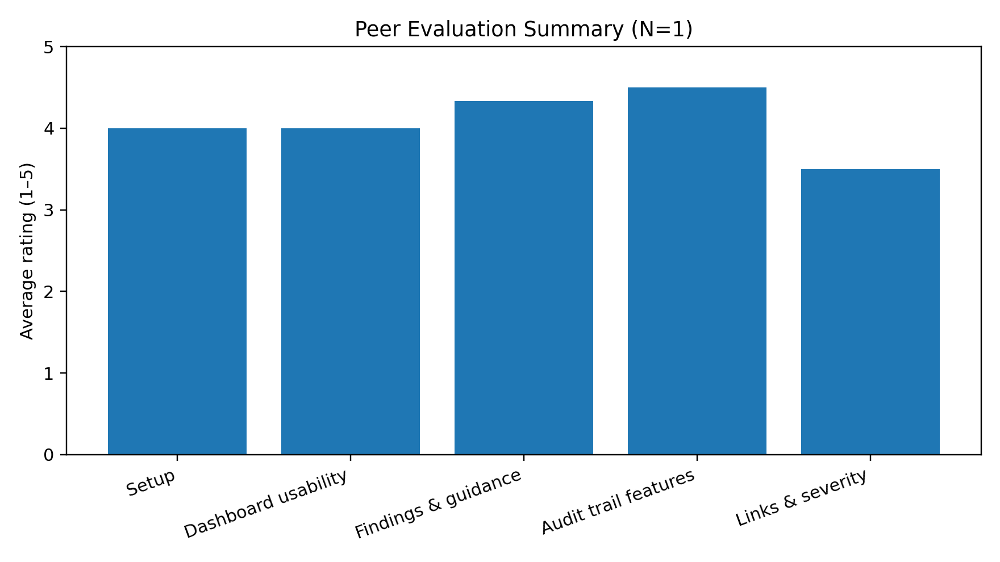 Peer Evaluation Summary (N=1)
Average rating (1–5)
5
4
3
2
1
0
Setup
Dashboard usability
Findings & guidance
Audit trail features
Links & severity